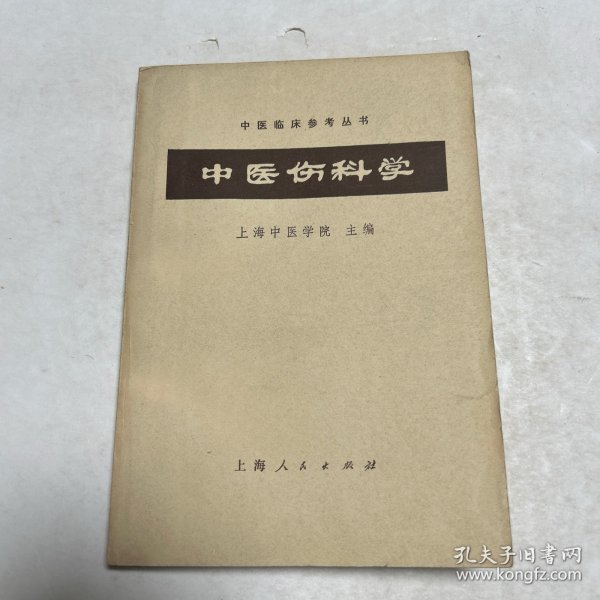 中医临床参考丛书
中医伤科学
上海中医学院 主编
上海人民出版社
孔夫子旧书网
www.kongfz.com